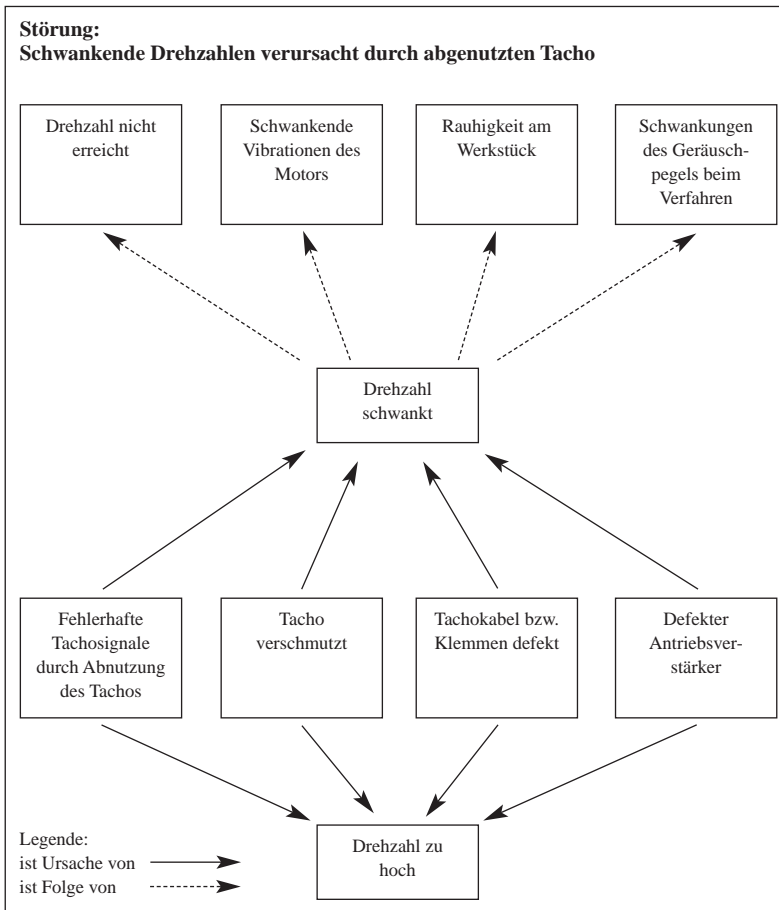 Störung:
Schwankende Drehzahlen verursacht durch abgenutzten Tacho
Drehzahl nicht
erreicht
Schwankende
Vibrationen des
Motors
Rauhigkeit am
Werkstück
Schwankungen
des Geräusch-
pegels beim
Verfahren
Drehzahl
schwankt
Fehlerhafte
Tachosignale
durch Abnutzung
des Tachos
Tacho
verschmutzt
Tachokabel bzw.
Klemmen defekt
Defekter
Antriebsver-
stärker
Drehzahl zu
hoch
Legende:
ist Ursache von
ist Folge von